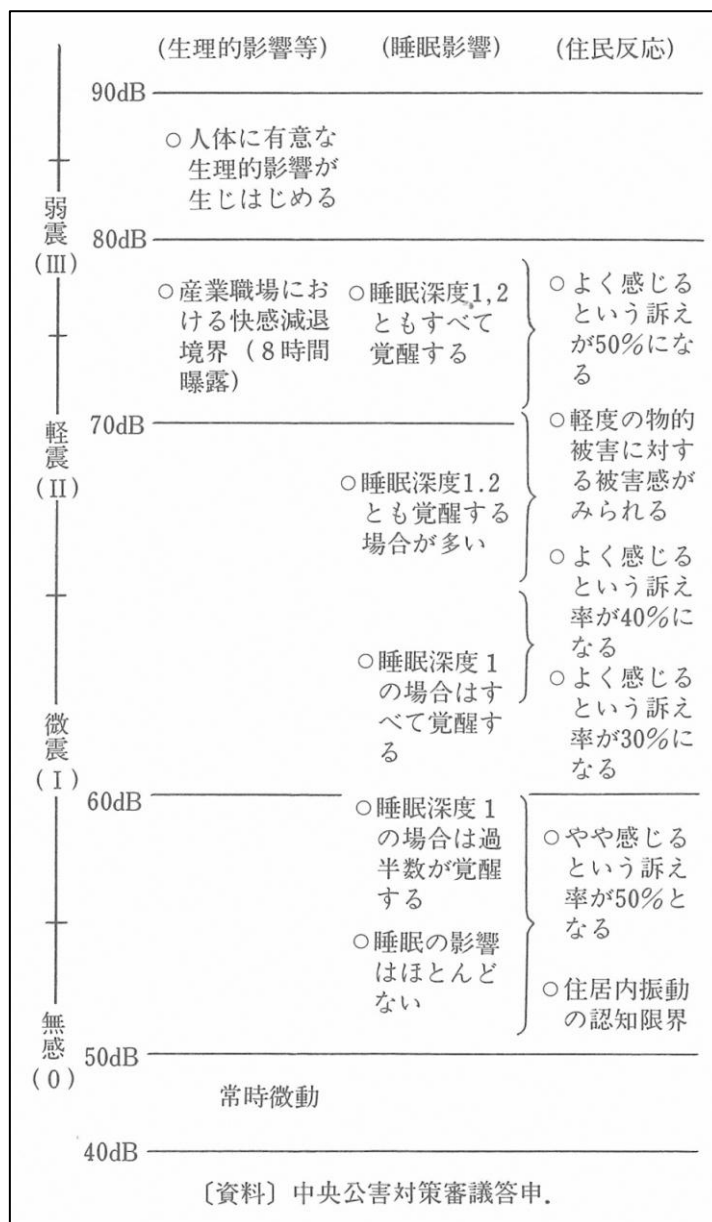 (生理的影響等) (睡眠影響) (住民反応)
90dB
○人体に有意な
生理的影響が
生じはじめる
弱震
(Ⅲ)
80dB
○産業職場にお
ける快感減退
境界(8時間
曝露)
○睡眠深度1,2
ともすべて
覚醒する
○よく感じる
という訴え
が50%にな
る
70dB
軽震
(Ⅱ)
○睡眠深度1.2
とも覚醒する
場合が多い
○軽度の物的
被害に対す
る被害感が
みられる
○よく感じる
という訴え
率が40%に
なる
微震
(Ⅰ)
○睡眠深度1
の場合はす
べて覚醒す
る
○よく感じる
という訴え
率が30%に
なる
60dB
○睡眠深度1
の場合は過
半数が覚醒
する
○やや感じる
という訴え
率が50%と
なる
○睡眠の影響
はほとんど
ない
○住居内振動
の認知限界
無感
(0)
50dB
常時微動
40dB
〔資料〕中央公害対策審議答申.